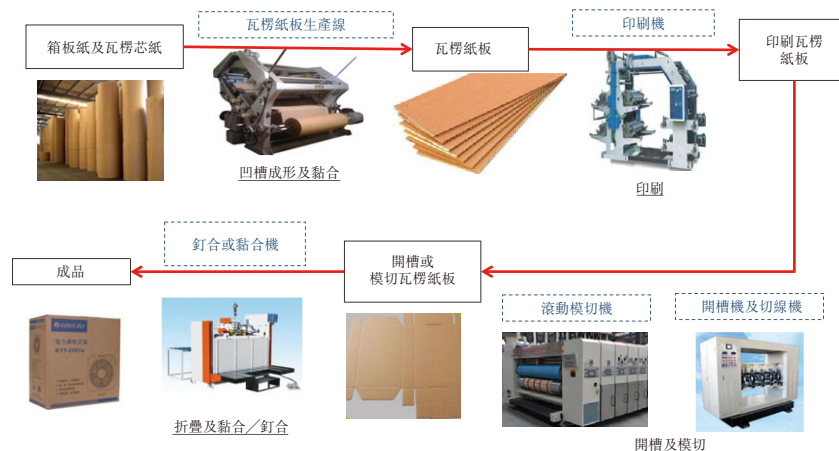 瓦楞紙板生產線
印刷機
箱板紙及瓦楞芯紙
瓦楞紙板
印刷瓦楞
紙板
凹槽成形及黏合
印刷
釘合或黏合機
開槽或
模切瓦楞紙板
成品
滾動模切機
開槽機及切線機
折疊及黏合／釘合
開槽及模切